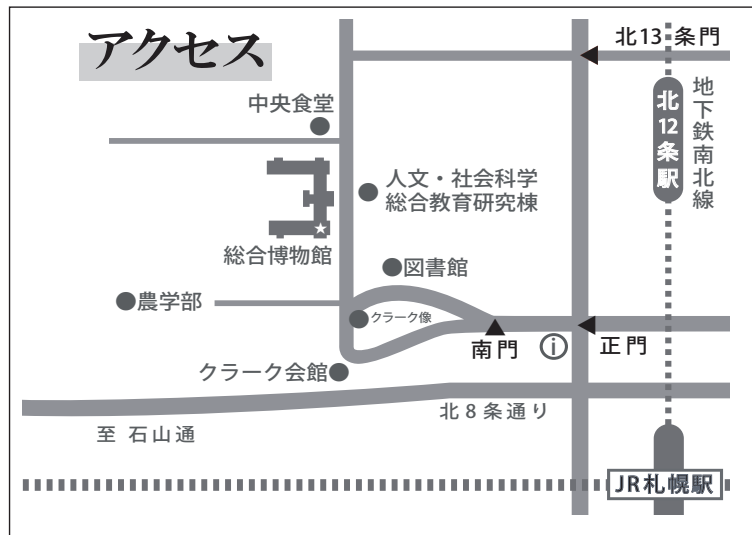 アクセス
北13 条門
地下鉄南北線
北12条駅
中央食堂
人文・社会科学
総合教育研究棟
総合博物館
図書館
農学部
クラーク像
南門
i
正門
クラーク会館
北8条通り
至 石山通
JR札幌駅